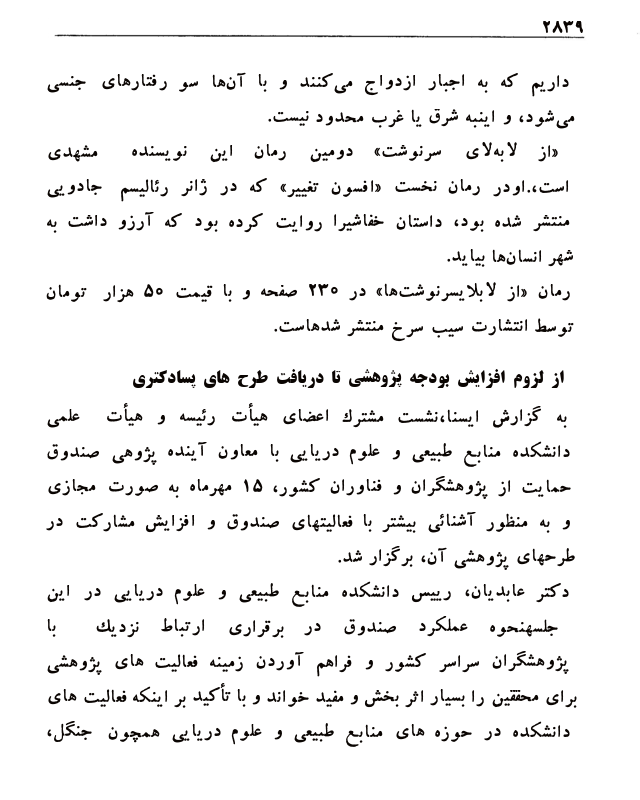 ۲۸۳۹
داریم که به اجبار ازدواج می‌کنند و با آن‌ها سو رفتارهای جنسی
می‌شود، و اینبه شرق یا غرب محدود نیست.
«از لابه‌لای سرنوشت» دومین رمان این نویسنده مشهدی
است،.اودر رمان نخست «افسون تغییر» که در ژانر رئالیسم جادویی
منتشر شده بود، داستان خفاشیرا روایت کرده بود که آرزو داشت به
شهر انسان‌ها بیاید.
رمان «از لابلایسرنوشت‌ها» در ۲۳۰ صفحه و با قیمت ۵۰ هزار تومان
توسط انتشارت سیب سرخ منتشر شدهاست.
از لزوم افزایش بودجه پژوهشی تا دریافت طرح های پسادکتری
به گزارش ایسنا،نشست مشترک اعضای هیأت رئیسه و هیأت علمی
دانشکده منابع طبیعی و علوم دریایی با معاون آینده پژوهی صندوق
حمایت از پژوهشگران و فناوران کشور، ۱۵ مهرماه به صورت مجازی
و به منظور آشنائی بیشتر با فعالیتهای صندوق و افزایش مشارکت در
طرحهای پژوهشی آن، برگزار شد.
دکتر عابدیان، رییس دانشکده منابع طبیعی و علوم دریایی در این
جلسهنحوه عملکرد صندوق در برقراری ارتباط نزدیك با
پژوهشگران سراسر کشور و فراهم آوردن زمینه فعالیت های پژوهشی
برای محققین را بسیار اثر بخش و مفید خواند و با تأکید بر اینکه فعالیت های
دانشکده در حوزه های منابع طبیعی و علوم دریایی همچون جنگل،